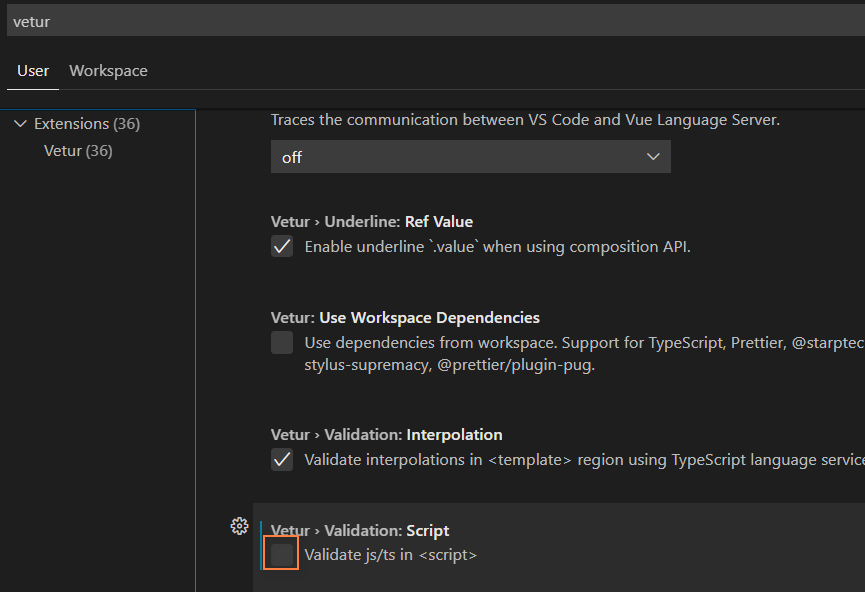 vetur
User Workspace
Extensions (36)
Vetur (36)
Traces the communication between VS Code and Vue Language Server.
off
Vetur › Underline: Ref Value
Enable underline `.value` when using composition API.
Vetur: Use Workspace Dependencies
Use dependencies from workspace. Support for TypeScript, Prettier, @starptec
stylus-supremacy, @prettier/plugin-pug.
Vetur › Validation: Interpolation
Validate interpolations in <template> region using TypeScript language service
Vetur › Validation: Script
Validate js/ts in <script>